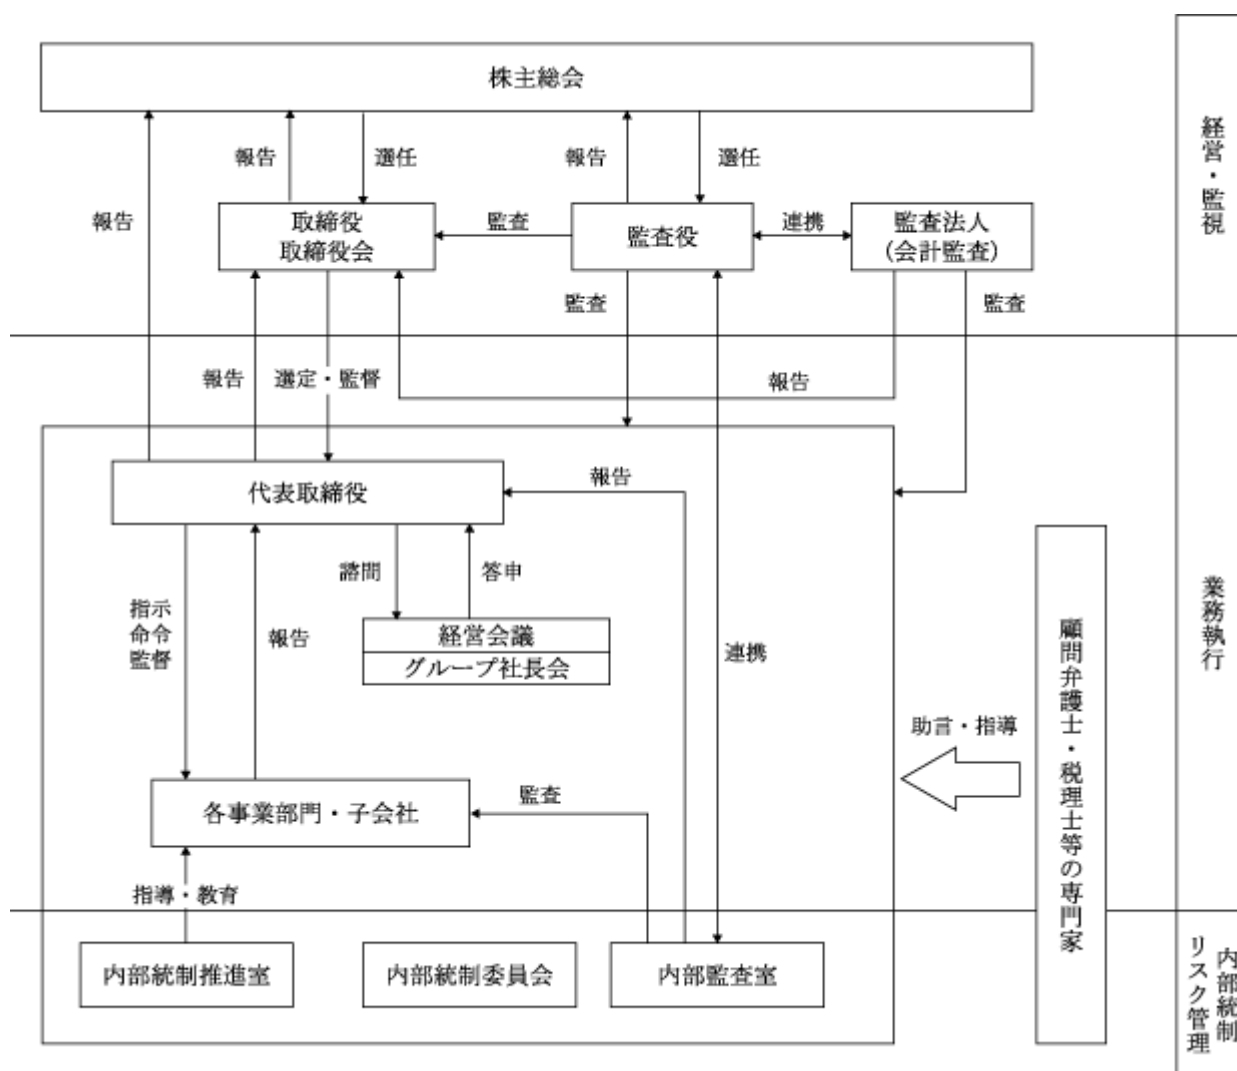 株主総会
報告
選任
報告
選任
報告
取締役
取締役会
監査
監査役
連携
監査法人
(会計監査)
監査
監査
報告
選定・監督
報告
代表取締役
報告
諮問
答申
指示
命令
監督
報告
経営会議
グループ社長会
連携
助言・指導
各事業部門・子会社
監査
指導・教育
内部統制推進室
内部統制委員会
内部監査室
顧問弁護士・税理士等の専門家
経営・監視
業務執行
内部統制
リスク管理